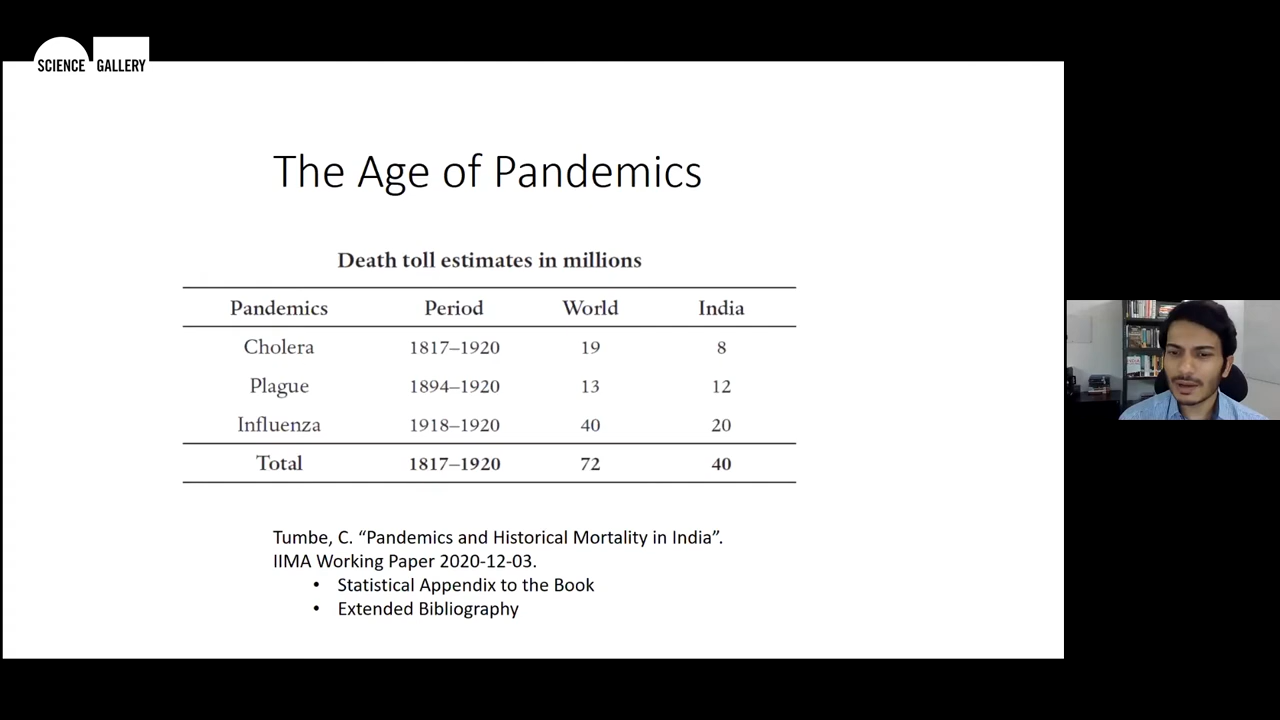 SCIENCE GALLERY
The Age of Pandemics
Death toll estimates in millions
Pandemics Period World India
Cholera 1817–1920 19 8
Plague 1894–1920 13 12
Influenza 1918–1920 40 20
Total 1817–1920 72 40
Tumbe, C. “Pandemics and Historical Mortality in India”.
IIMA Working Paper 2020-12-03.
• Statistical Appendix to the Book
• Extended Bibliography